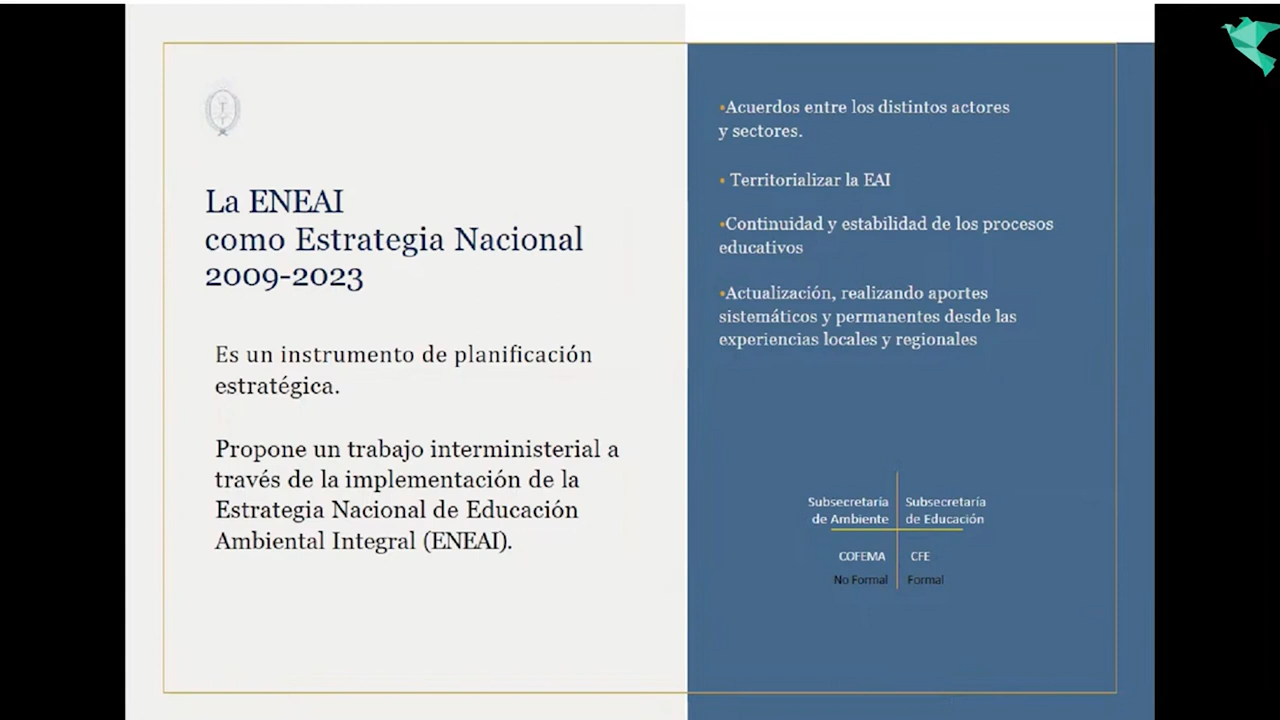 La ENEAI
como Estrategia Nacional
2009-2023
Es un instrumento de planificación
estratégica.
Propone un trabajo interministerial a
través de la implementación de la
Estrategia Nacional de Educación
Ambiental Integral (ENEAI).
•Acuerdos entre los distintos actores
y sectores.
• Territorializar la EAI
•Continuidad y estabilidad de los procesos
educativos
•Actualización, realizando aportes
sistemáticos y permanentes desde las
experiencias locales y regionales
Subsecretaría Subsecretaría
de Ambiente de Educación
COFEMA CFE
No Formal Formal